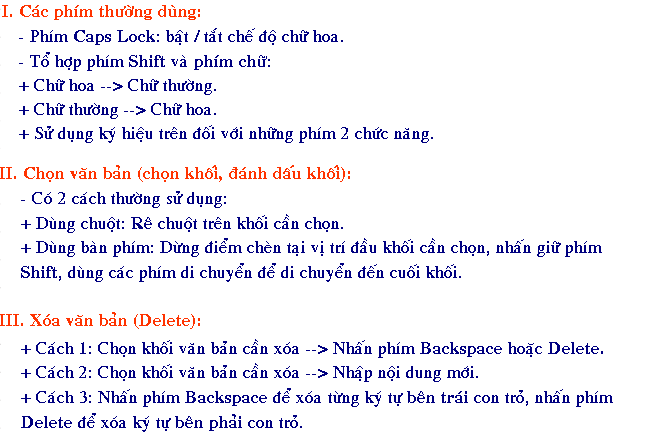 I. Các phím thường dùng:
- Phím Caps Lock: bật / tắt chế độ chữ hoa.
- Tổ hợp phím Shift và phím chữ:
+ Chữ hoa --> Chữ thường.
+ Chữ thường --> Chữ hoa.
+ Sử dụng ký hiệu trên đối với những phím 2 chức năng.
II. Chọn văn bản (chọn khối, đánh dấu khối):
- Có 2 cách thường sử dụng:
+ Dùng chuột: Rê chuột trên khối cần chọn.
+ Dùng bàn phím: Dừng điểm chèn tại vị trí đầu khối cần chọn, nhấn giữ phím
Shift, dùng các phím di chuyển để di chuyển đến cuối khối.
III. Xóa văn bản (Delete):
+ Cách 1: Chọn khối văn bản cần xóa --> Nhấn phím Backspace hoặc Delete.
+ Cách 2: Chọn khối văn bản cần xóa --> Nhập nội dung mới.
+ Cách 3: Nhấn phím Backspace để xóa từng ký tự bên trái con trỏ, nhấn phím
Delete để xóa ký tự bên phải con trỏ.